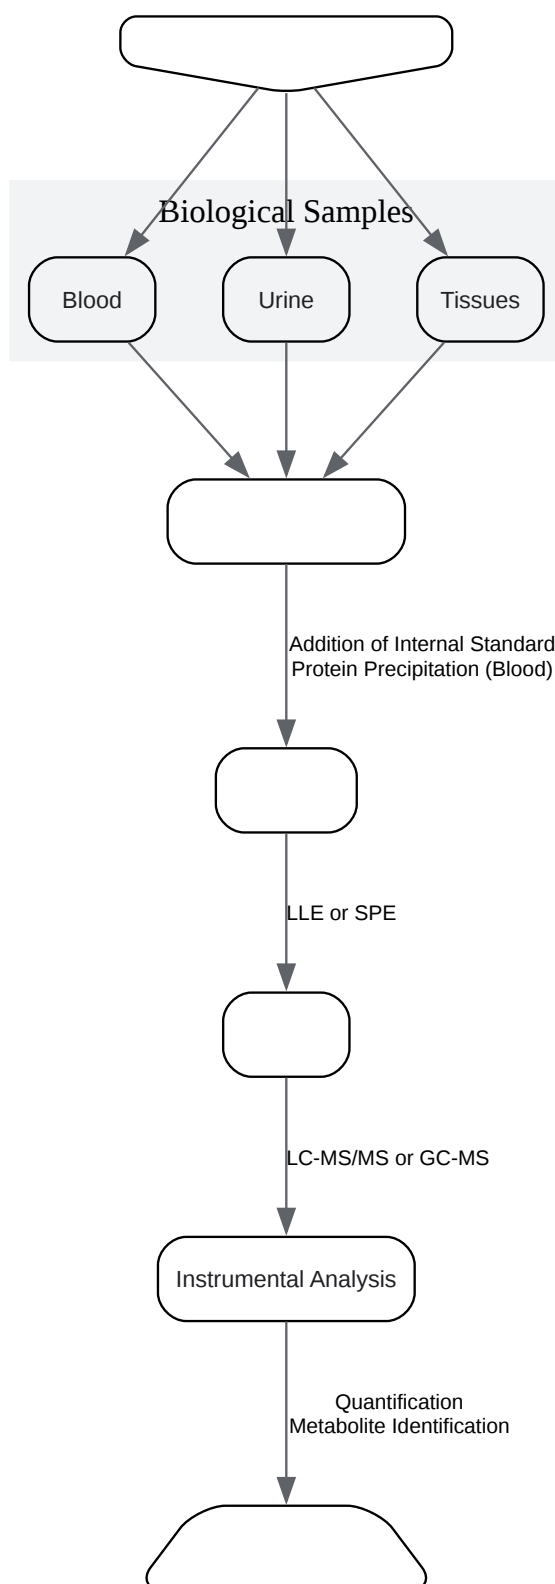 Biological Samples
Blood
Urine
Tissues
Addition of Internal Standard
Protein Precipitation (Blood)
LLE or SPE
LC-MS/MS or GC-MS
Instrumental Analysis
Quantification
Metabolite Identification